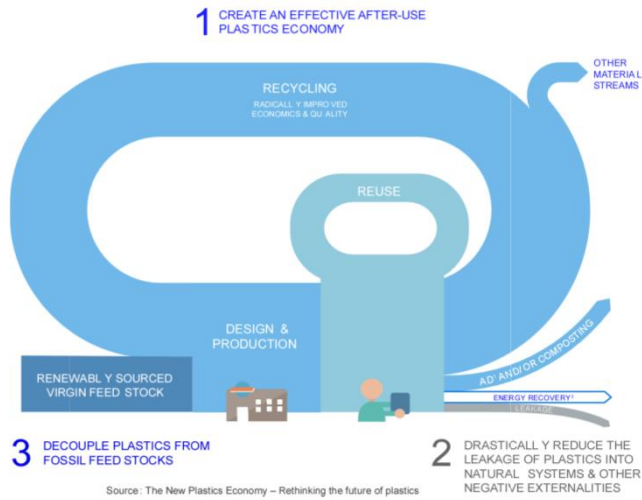 1 CREATE AN EFFECTIVE AFTER-USE
PLASTICS ECONOMY
OTHER
MATERIAL
STREAMS
RECYCLING
RADICALLY IMPROVED
ECONOMICS & QUALITY
REUSE
DESIGN &
PRODUCTION
AD¹ AND/OR COMPOSTING
RENEWABLY SOURCED
VIRGIN FEED STOCK
ENERGY RECOVERY²
LEAKAGE
3 DECOUPLE PLASTICS FROM
FOSSIL FEED STOCKS
2 DRASTICALLY REDUCE THE
LEAKAGE OF PLASTICS INTO
NATURAL SYSTEMS & OTHER
NEGATIVE EXTERNALITIES
Source: The New Plastics Economy – Rethinking the future of plastics